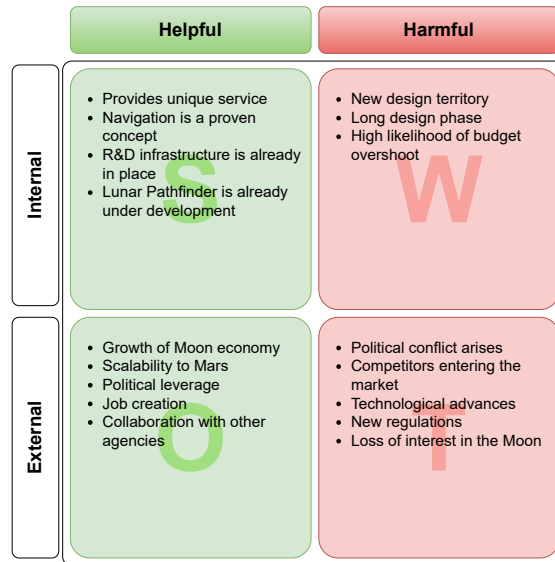 Helpful
Harmful
Internal
• Provides unique service
• Navigation is a proven
concept
• R&D infrastructure is already
in place
• Lunar Pathfinder is already
under development
S
• New design territory
• Long design phase
• High likelihood of budget
overshoot
W
External
• Growth of Moon economy
• Scalability to Mars
• Political leverage
• Job creation
• Collaboration with other
agencies
O
• Political conflict arises
• Competitors entering the
market
• Technological advances
• New regulations
• Loss of interest in the Moon
T